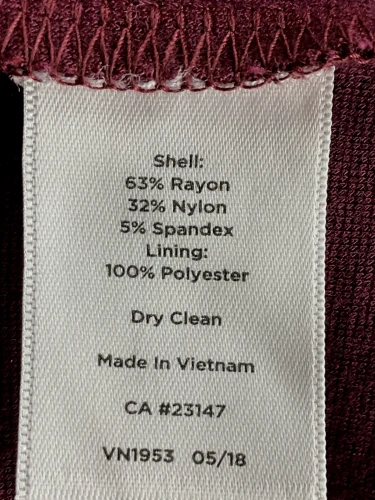 Shell:
63% Rayon
32% Nylon
5% Spandex
Lining:
100% Polyester
Dry Clean
Made In Vietnam
CA #23147
VN1953 05/18